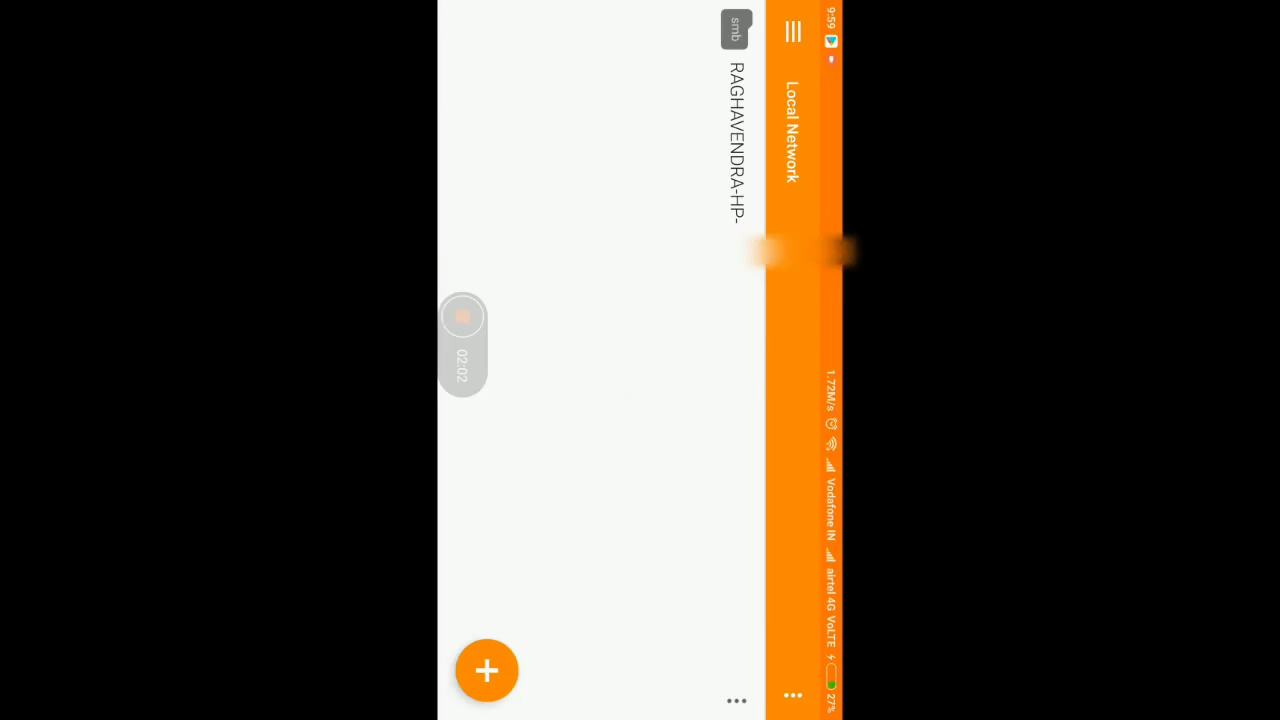 9:59 1.72M/s Vodafone IN airtel 4G VoLTE 27%
Local Network
smb RAGHAVENDRA-HP-
02:02